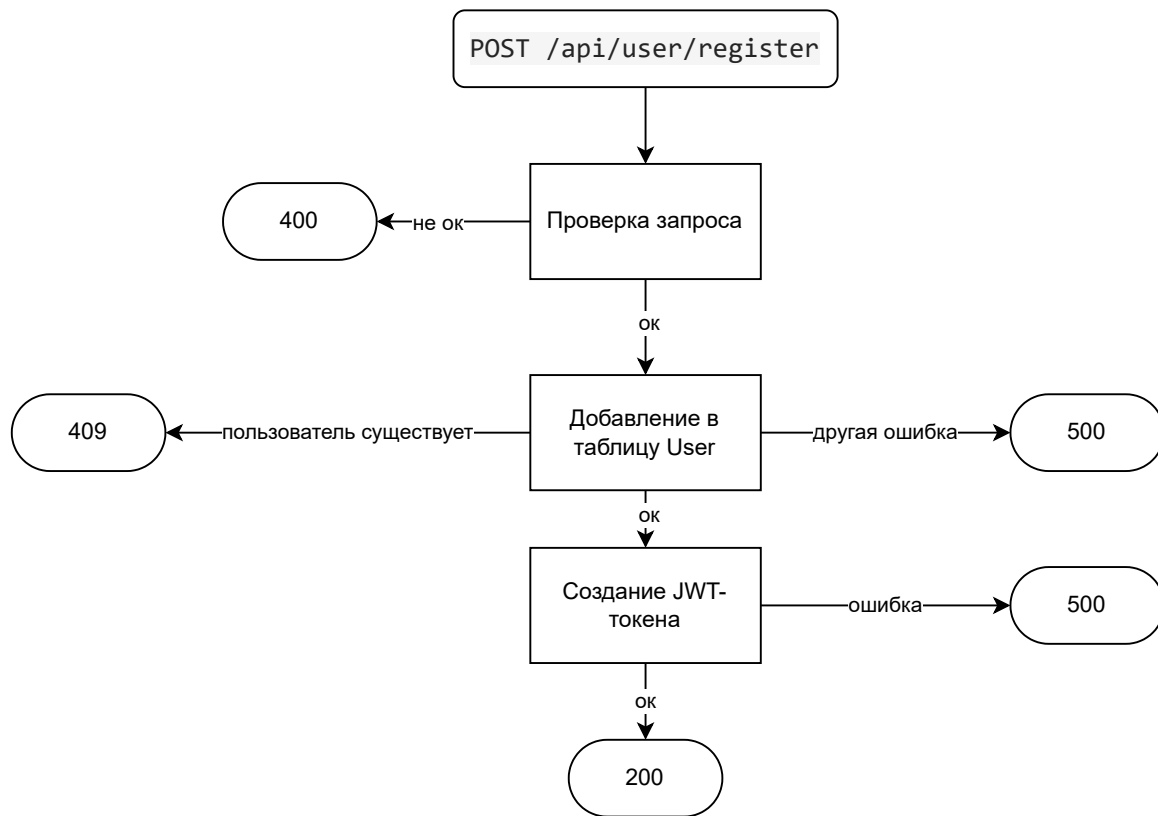 POST /api/user/register
400
не ок
Проверка запроса
ок
409
пользователь существует
Добавление в
таблицу User
другая ошибка
500
ок
Создание JWT-
токена
ошибка
500
ок
200